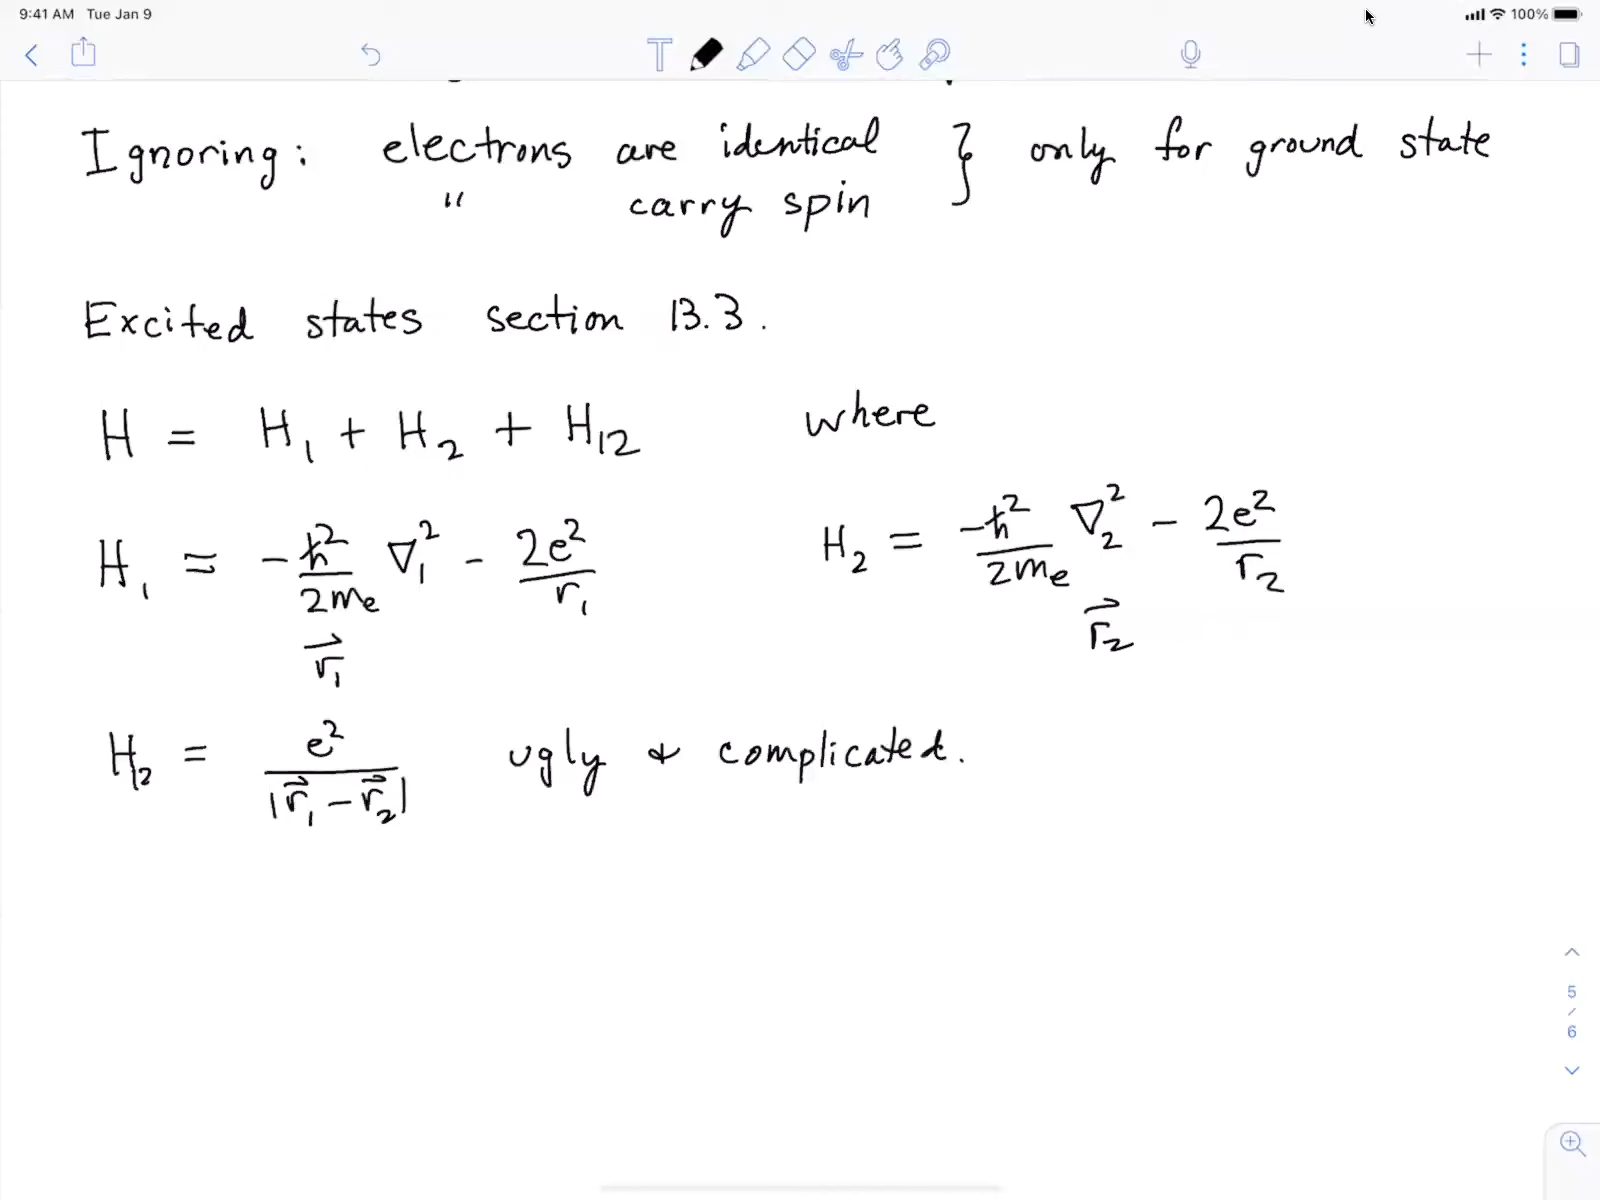 9:41 AM Tue Jan 9 100%
T
Ignoring: electrons are identical } only for ground state
" carry spin
Excited states section 13.3.
H = H₁ + H₂ + H₁₂ where
H₁ = -ħ²/2mₑ ∇₁² - 2e²/r₁ H₂ = -ħ²/2mₑ ∇₂² - 2e²/r₂
r⃗₁ r⃗₂
H₁₂ = e²/|r⃗₁ - r⃗₂| ugly & complicated.
5
/
6